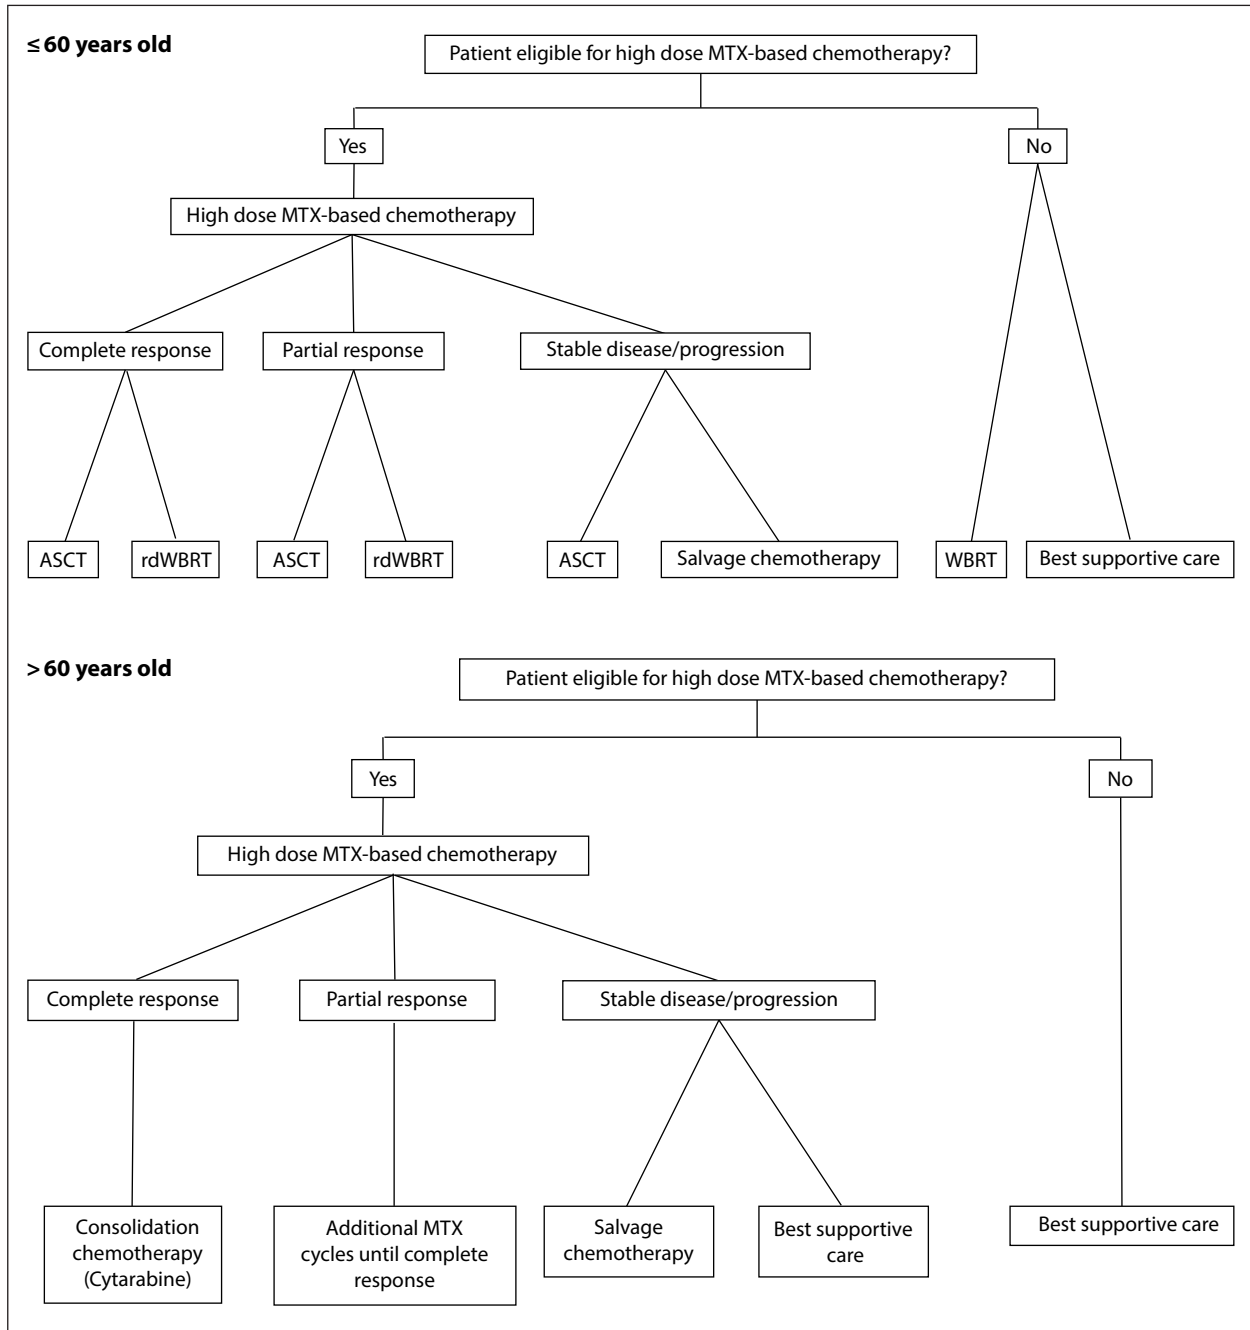 ≤ 60 years old
Patient eligible for high dose MTX-based chemotherapy?
Yes
No
High dose MTX-based chemotherapy
Complete response
Partial response
Stable disease/progression
ASCT
rdWBRT
ASCT
rdWBRT
ASCT
Salvage chemotherapy
WBRT
Best supportive care
> 60 years old
Patient eligible for high dose MTX-based chemotherapy?
Yes
No
High dose MTX-based chemotherapy
Complete response
Partial response
Stable disease/progression
Consolidation
chemotherapy
(Cytarabine)
Additional MTX
cycles until complete
response
Salvage
chemotherapy
Best supportive
care
Best supportive care